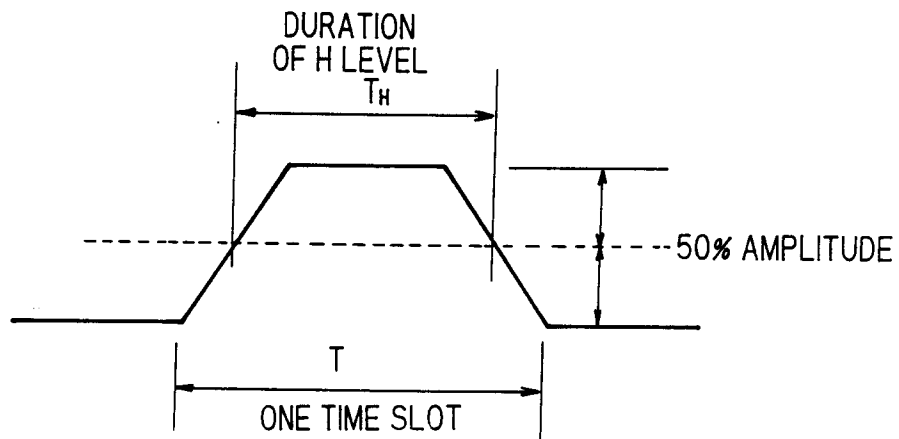 DURATION
OF H LEVEL
TH
50% AMPLITUDE
T
ONE TIME SLOT